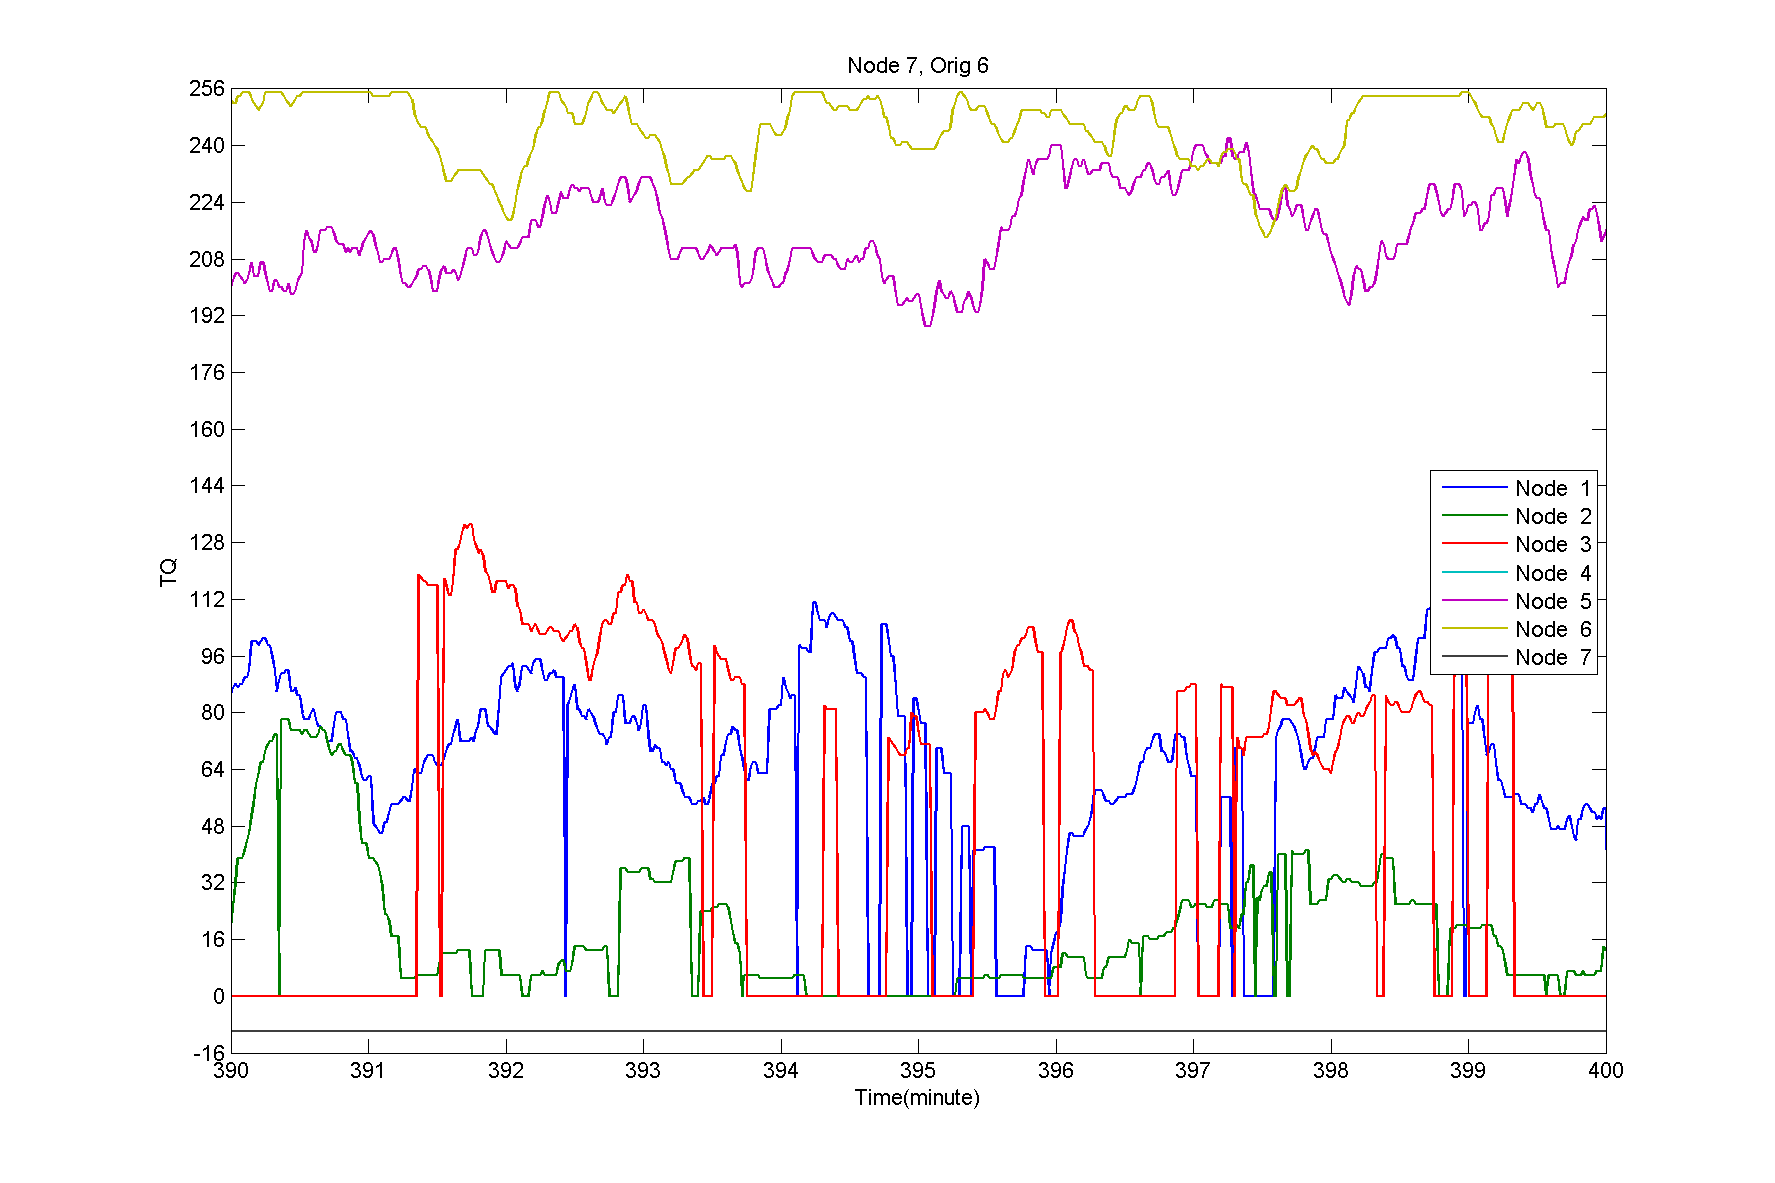 Node 7, Orig 6
256
240
224
208
192
176
160
144
128
112
96
80
64
48
32
16
0
-16
TQ
Node 1
Node 2
Node 3
Node 4
Node 5
Node 6
Node 7
390 391 392 393 394 395 396 397 398 399 400
Time(minute)